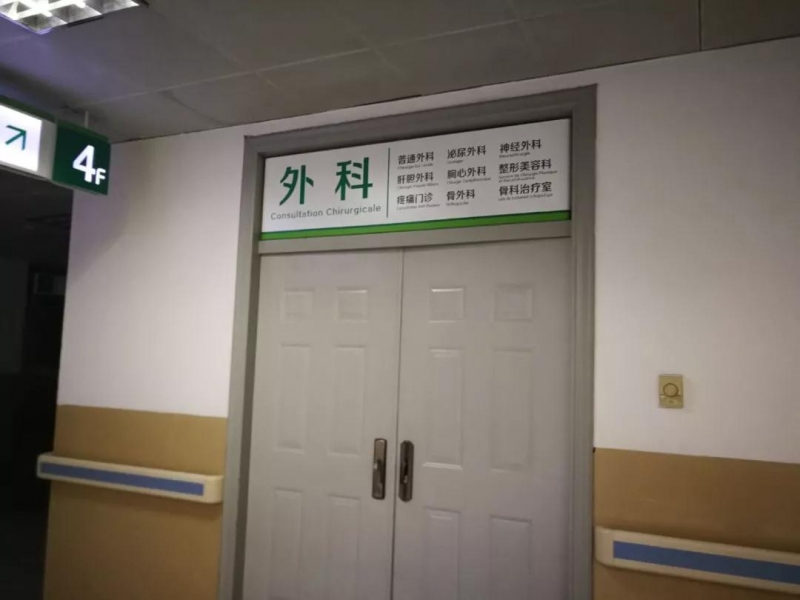 4F
外科
Consultation Chirurgicale
普通外科 泌尿外科 神经外科
肝胆外科 胸心外科 整形美容科
疼痛门诊 骨外科 骨科治疗室